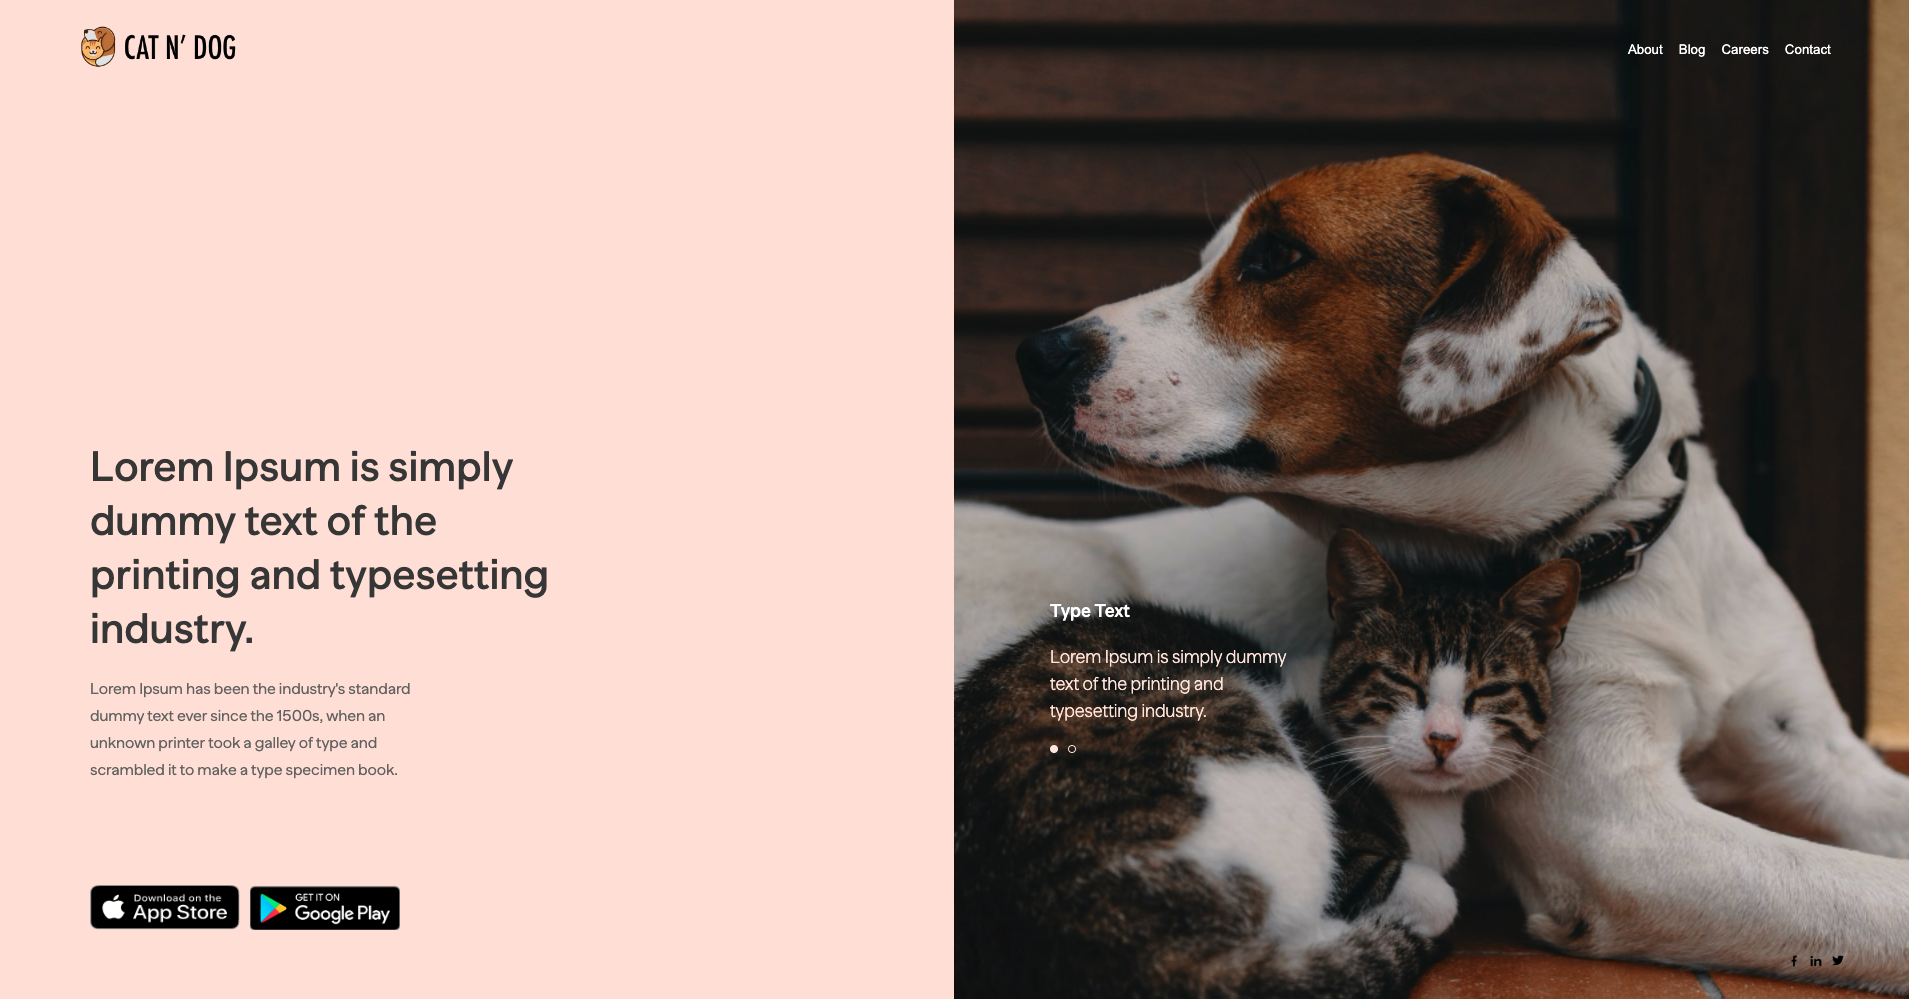 CAT N' DOG
About Blog Careers Contact
Lorem Ipsum is simply
dummy text of the
printing and typesetting
industry.
Lorem Ipsum has been the industry's standard
dummy text ever since the 1500s, when an
unknown printer took a galley of type and
scrambled it to make a type specimen book.
Download on the
App Store
GET IT ON
Google Play
Type Text
Lorem Ipsum is simply dummy
text of the printing and
typesetting industry.
f in